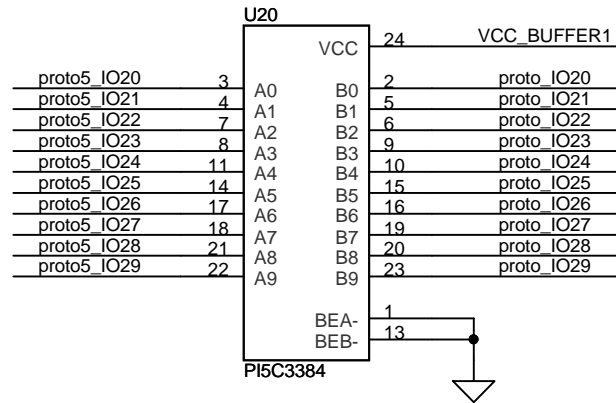 U20
VCC 24 VCC_BUFFER1
proto5_IO20 3 A0 B0 2 proto_IO20
proto5_IO21 4 A1 B1 5 proto_IO21
proto5_IO22 7 A2 B2 6 proto_IO22
proto5_IO23 8 A3 B3 9 proto_IO23
proto5_IO24 11 A4 B4 10 proto_IO24
proto5_IO25 14 A5 B5 15 proto_IO25
proto5_IO26 17 A6 B6 16 proto_IO26
proto5_IO27 18 A7 B7 19 proto_IO27
proto5_IO28 21 A8 B8 20 proto_IO28
proto5_IO29 22 A9 B9 23 proto_IO29
BEA- 1
BEB- 13
PI5C3384